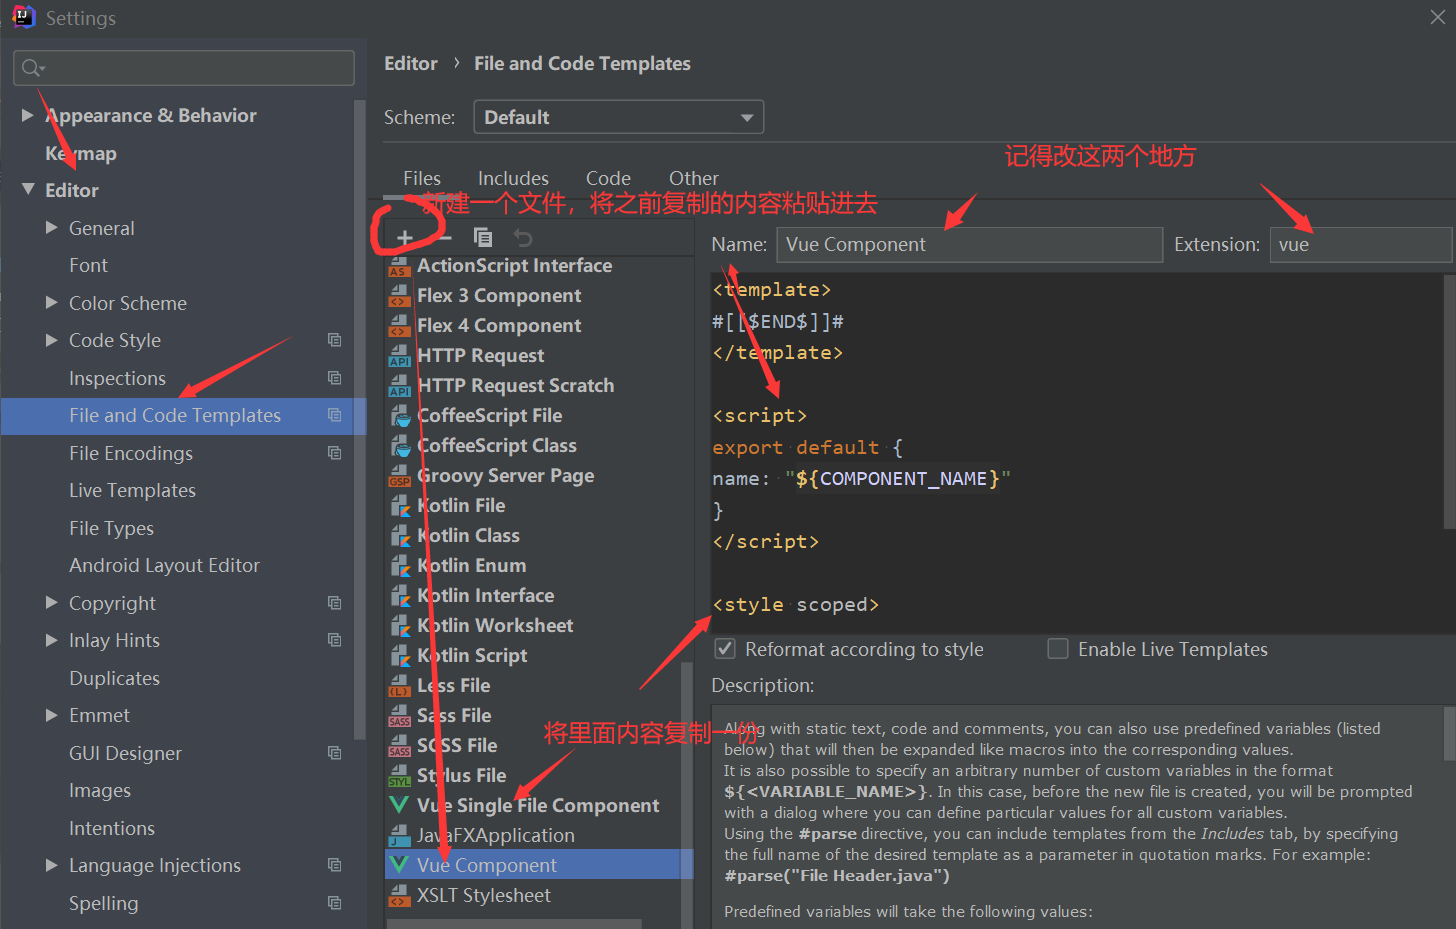 Settings
Appearance & Behavior
Keymap
Editor
General
Font
Color Scheme
Code Style
Inspections
File and Code Templates
File Encodings
Live Templates
File Types
Android Layout Editor
Copyright
Inlay Hints
Duplicates
Emmet
GUI Designer
Images
Intentions
Language Injections
Spelling
Editor › File and Code Templates
Scheme: Default
记得改这两个地方
Files Includes Code Other
新建一个文件，将之前复制的内容粘贴进去
ActionScript Interface
Flex 3 Component
Flex 4 Component
HTTP Request
HTTP Request Scratch
CoffeeScript File
CoffeeScript Class
Groovy Server Page
Kotlin File
Kotlin Class
Kotlin Enum
Kotlin Interface
Kotlin Worksheet
Kotlin Script
Less File
Sass File
SCSS File
Stylus File
Vue Single File Component
JavaFXApplication
Vue Component
XSLT Stylesheet
将里面内容复制一份
Name: Vue Component Extension: vue
<template>
#[[$END$]]#
</template>
<script>
export default {
name: "${COMPONENT_NAME}"
}
</script>
<style scoped>
Reformat according to style Enable Live Templates
Description:
Along with static text, code and comments, you can also use predefined variables (listed
below) that will then be expanded like macros into the corresponding values.
It is also possible to specify an arbitrary number of custom variables in the format
${<VARIABLE_NAME>}. In this case, before the new file is created, you will be prompted
with a dialog where you can define particular values for all custom variables.
Using the #parse directive, you can include templates from the Includes tab, by specifying
the full name of the desired template as a parameter in quotation marks. For example:
#parse("File Header.java")
Predefined variables will take the following values: